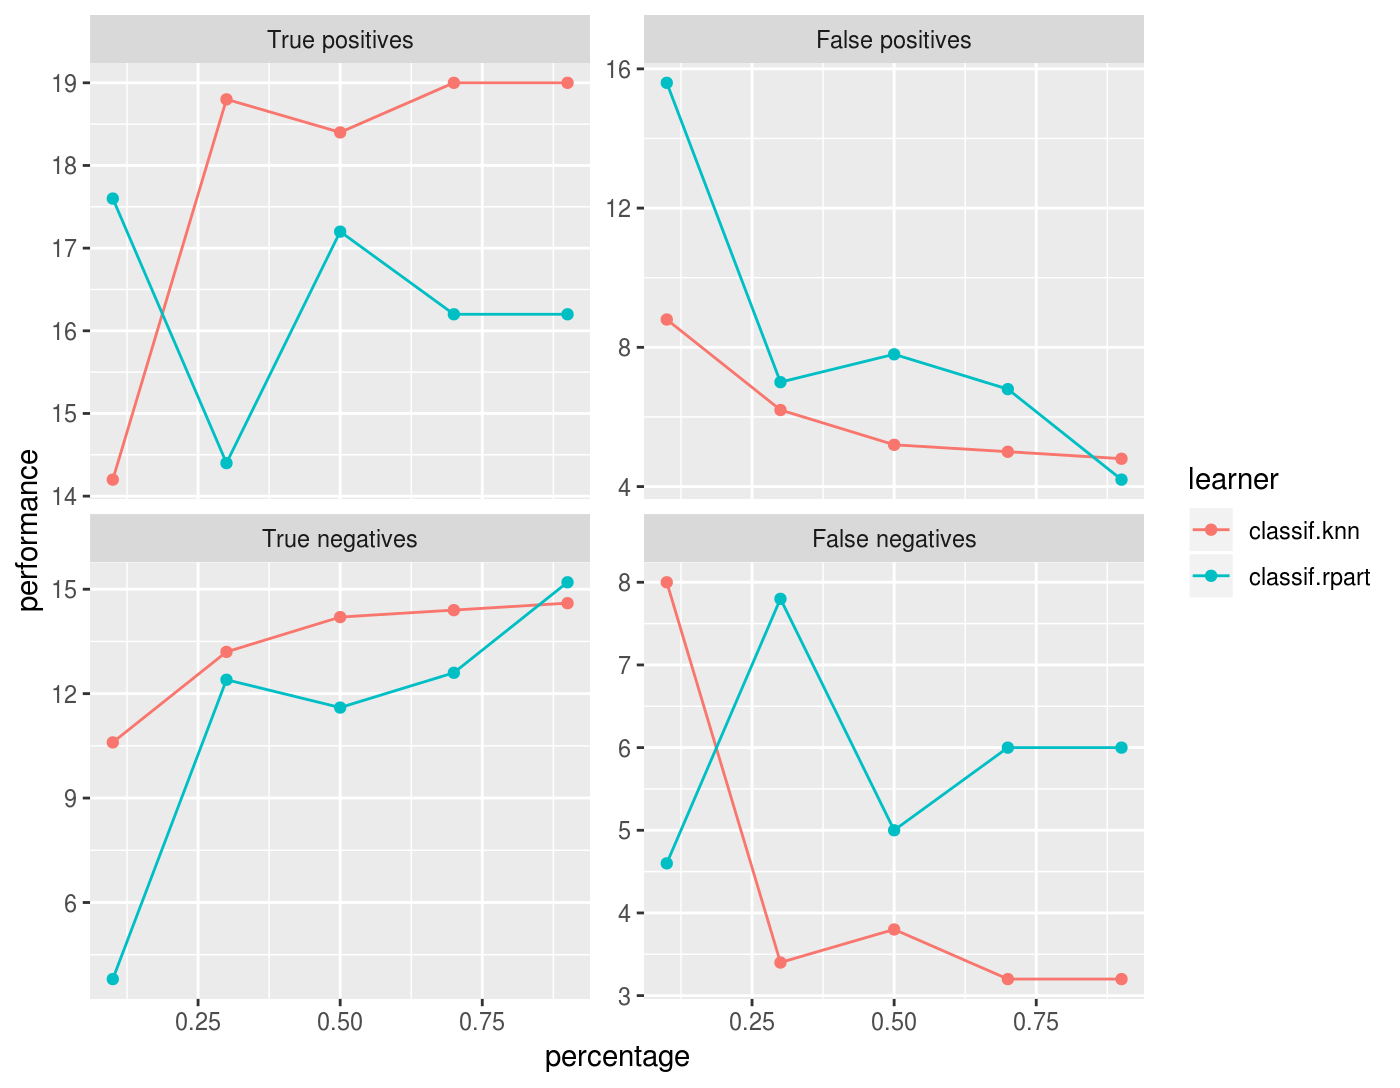 True positives
19
18
17
16
15
14
False positives
16
12
8
4
True negatives
15
12
9
6
False negatives
8
7
6
5
4
3
0.25 0.50 0.75
0.25 0.50 0.75
percentage
performance
learner
classif.knn
classif.rpart